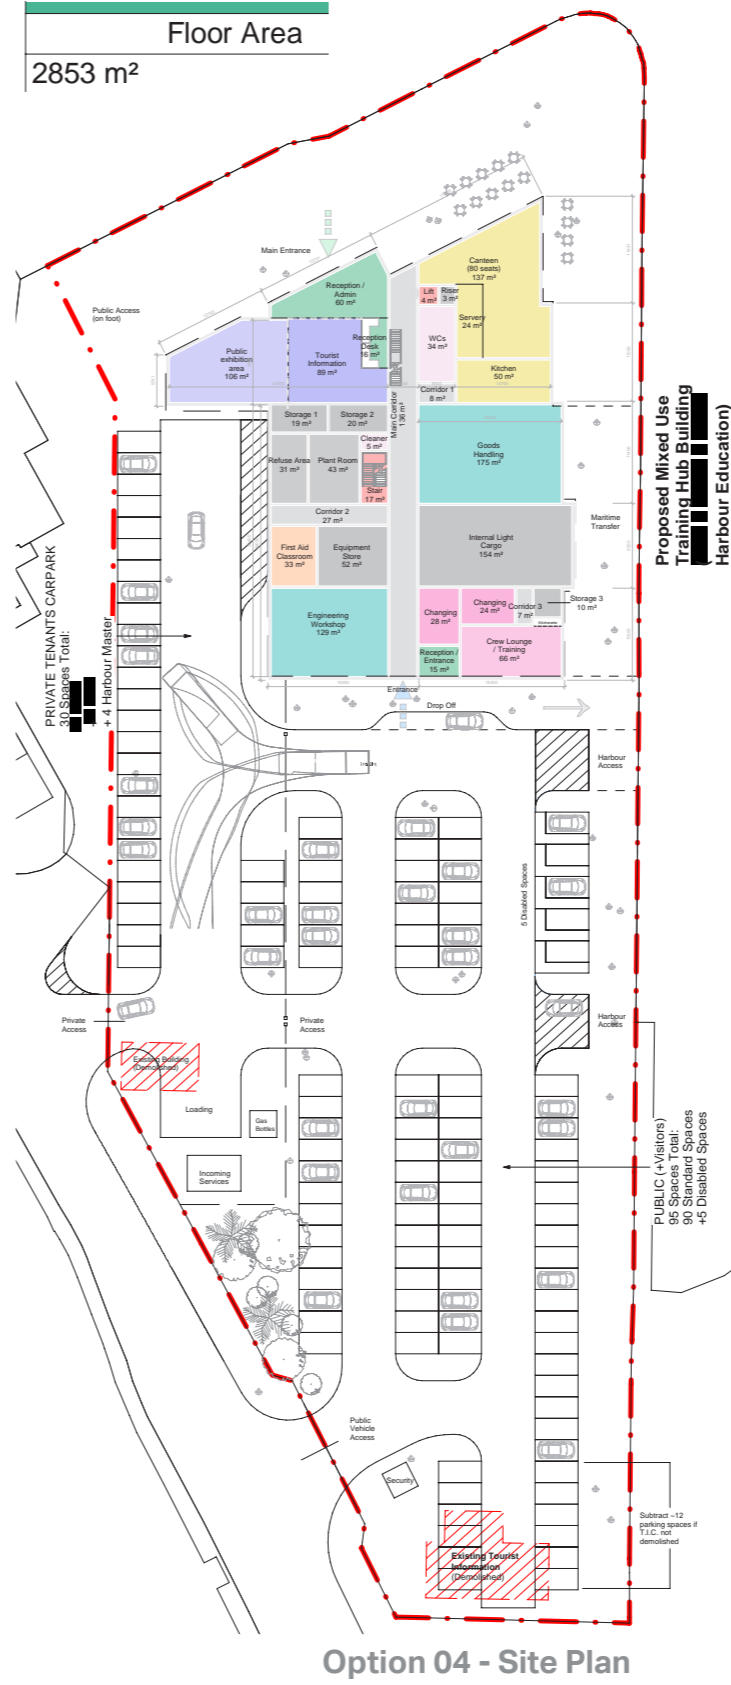 Floor Area
2853 m²
Main Entrance
Public Access
(on foot)
Canteen
(80 seats)
137 m²
Reception /
Admin
60 m²
Lift
4 m²
Riser
3 m²
Servery
24 m²
Reception
Desk
16 m²
WCs
34 m²
Public
exhibition
area
106 m²
Tourist
Information
89 m²
Kitchen
50 m²
Corridor 1
8 m²
Main Corridor
136 m²
Storage 1
19 m²
Storage 2
20 m²
Cleaner
5 m²
Goods
Handling
175 m²
Refuse Area
31 m²
Plant Room
43 m²
Stair
17 m²
Corridor 2
27 m²
Maritime
Transfer
First Aid
Classroom
33 m²
Equipment
Store
52 m²
Internal Light
Cargo
154 m²
Engineering
Workshop
129 m²
Changing
28 m²
Changing
24 m²
Corridor 3
7 m²
Storage 3
10 m²
Reception /
Entrance
15 m²
Crew Lounge
/ Training
66 m²
Entrance
Drop Off
Proposed Mixed Use
Training Hub Building
Harbour Education)
PRIVATE TENANTS CARPARK
30 Spaces Total:
+ 4 Harbour Master
Harbour
Access
5 Disabled Spaces
Private
Access
Private
Access
Harbour
Access
Existing Building
(Demolished)
Loading
Gas
Bottles
Incoming
Services
PUBLIC (+Visitors)
95 Spaces Total:
90 Standard Spaces
+5 Disabled Spaces
Public
Vehicle
Access
Security
Existing Tourist
Information
(Demolished)
Subtract ~12
parking spaces if
T.I.C. not
demolished
Option 04 - Site Plan